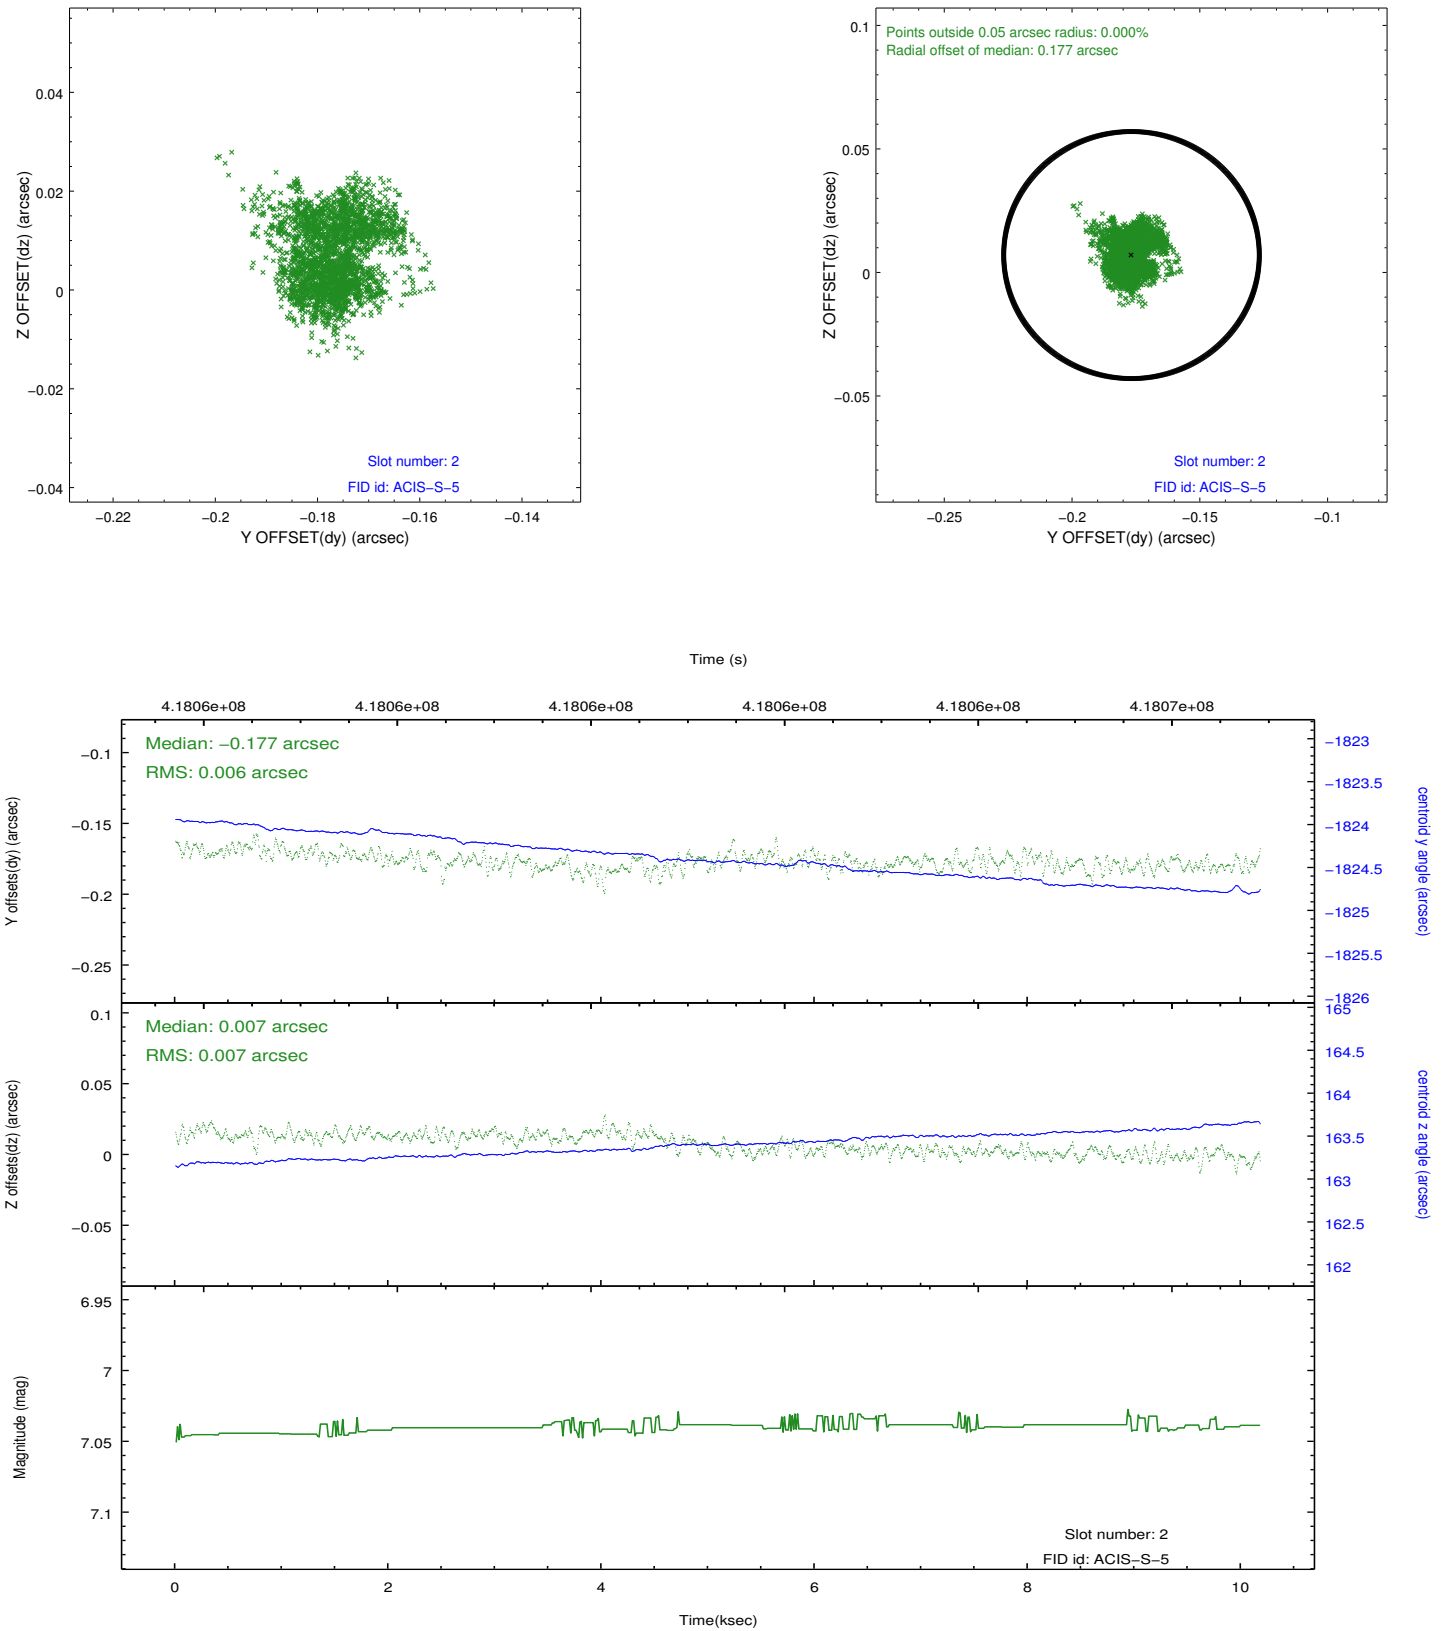 0.04
0.02
0
−0.02
−0.04
Z OFFSET(dz) (arcsec)
Slot number: 2
FID id: ACIS−S−5
−0.22
−0.2
−0.18
−0.16
−0.14
Y OFFSET(dy) (arcsec)
Points outside 0.05 arcsec radius: 0.000%
Radial offset of median: 0.177 arcsec
0.1
0.05
0
−0.05
Z OFFSET(dz) (arcsec)
Slot number: 2
FID id: ACIS−S−5
−0.25
−0.2
−0.15
−0.1
Y OFFSET(dy) (arcsec)
Time (s)
4.1806e+08
4.1806e+08
4.1806e+08
4.1806e+08
4.1806e+08
4.1807e+08
Median: −0.177 arcsec
RMS: 0.006 arcsec
−0.1
−0.15
−0.2
−0.25
Y offsets(dy) (arcsec)
−1823
−1823.5
−1824
−1824.5
−1825
−1825.5
−1826
centroid y angle (arcsec)
Median: 0.007 arcsec
RMS: 0.007 arcsec
0.1
0.05
0
−0.05
Z offsets(dz) (arcsec)
165
164.5
164
163.5
163
162.5
162
centroid z angle (arcsec)
6.95
7
7.05
7.1
Magnitude (mag)
Slot number: 2
FID id: ACIS−S−5
0
2
4
6
8
10
Time(ksec)